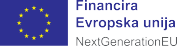 Financira
Evropska unija
NextGenerationEU